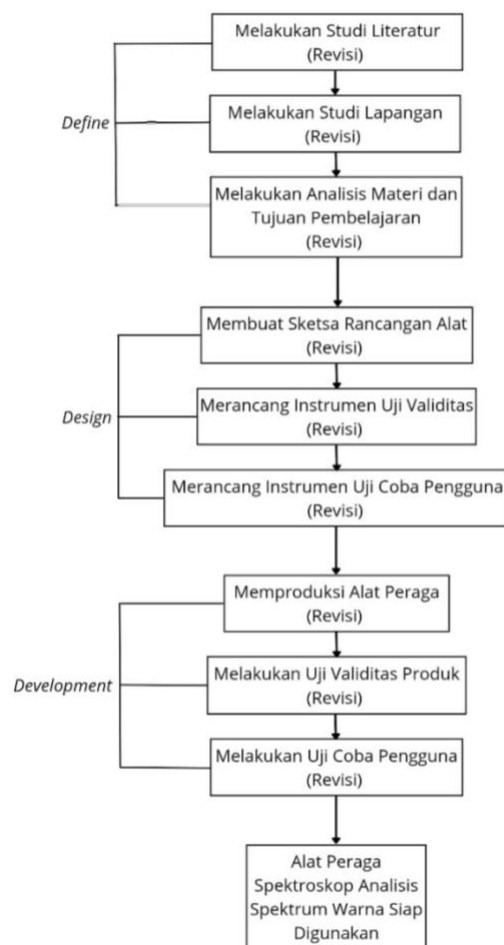 Melakukan Studi Literatur
(Revisi)
Define
Melakukan Studi Lapangan
(Revisi)
Melakukan Analisis Materi dan
Tujuan Pembelajaran
(Revisi)
Membuat Sketsa Rancangan Alat
(Revisi)
Design
Merancang Instrumen Uji Validitas
(Revisi)
Merancang Instrumen Uji Coba Pengguna
(Revisi)
Memproduksi Alat Peraga
(Revisi)
Development
Melakukan Uji Validitas Produk
(Revisi)
Melakukan Uji Coba Pengguna
(Revisi)
Alat Peraga
Spektroskop Analisis
Spektrum Warna Siap
Digunakan